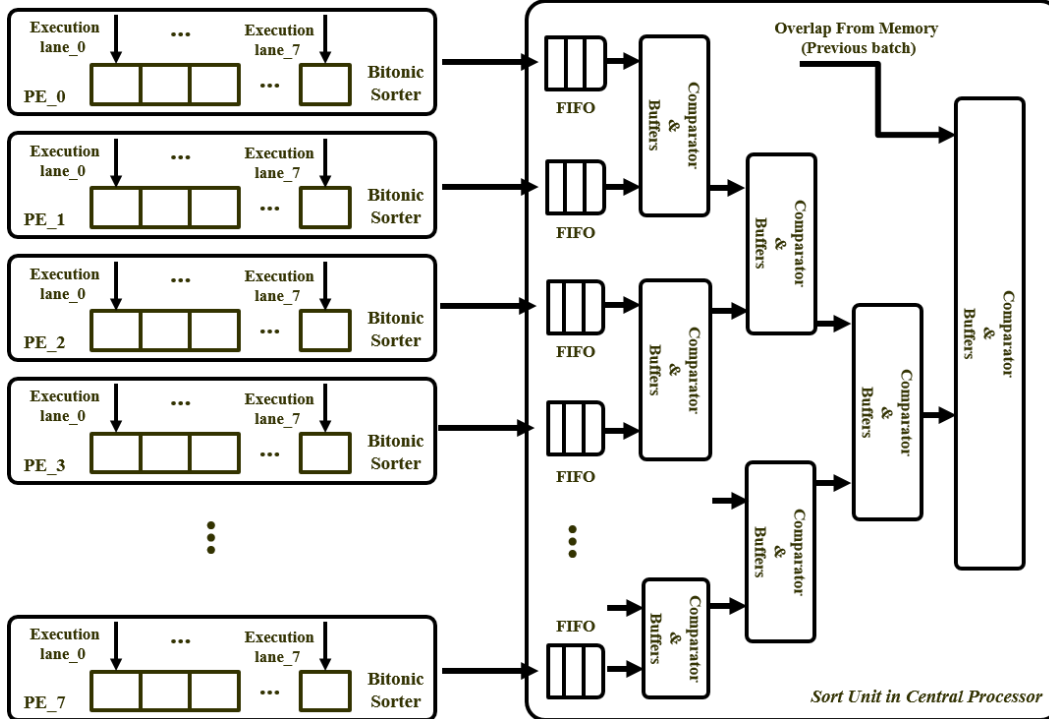 Execution
lane_0
...
Execution
lane_7
...
PE_0
Bitonic
Sorter
Execution
lane_0
...
Execution
lane_7
...
PE_1
Bitonic
Sorter
Execution
lane_0
...
Execution
lane_7
...
PE_2
Bitonic
Sorter
Execution
lane_0
...
Execution
lane_7
...
PE_3
Bitonic
Sorter
Execution
lane_0
...
Execution
lane_7
...
PE_7
Bitonic
Sorter
FIFO
FIFO
FIFO
FIFO
FIFO
Comparator
&
Buffers
Comparator
&
Buffers
Comparator
&
Buffers
Comparator
&
Buffers
Comparator
&
Buffers
Comparator
&
Buffers
Overlap From Memory
(Previous batch)
Comparator
&
Buffers
Sort Unit in Central Processor